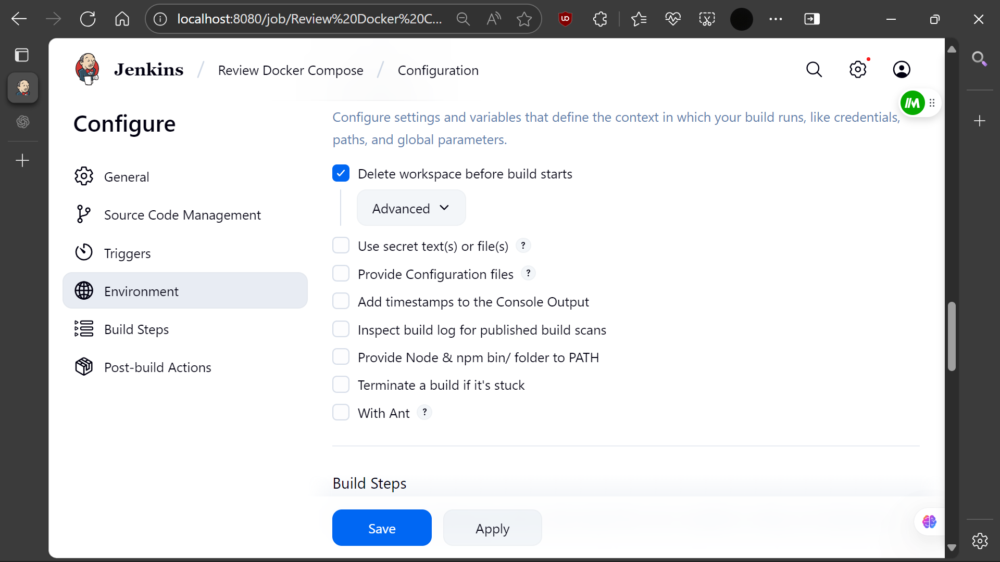 localhost:8080/job/Review%20Docker%20C...
Jenkins / Review Docker Compose / Configuration
Configure
General
Source Code Management
Triggers
Environment
Build Steps
Post-build Actions
Configure settings and variables that define the context in which your build runs, like credentials,
paths, and global parameters.
Delete workspace before build starts
Advanced
Use secret text(s) or file(s) ?
Provide Configuration files ?
Add timestamps to the Console Output
Inspect build log for published build scans
Provide Node & npm bin/ folder to PATH
Terminate a build if it's stuck
With Ant ?
Build Steps
Save
Apply